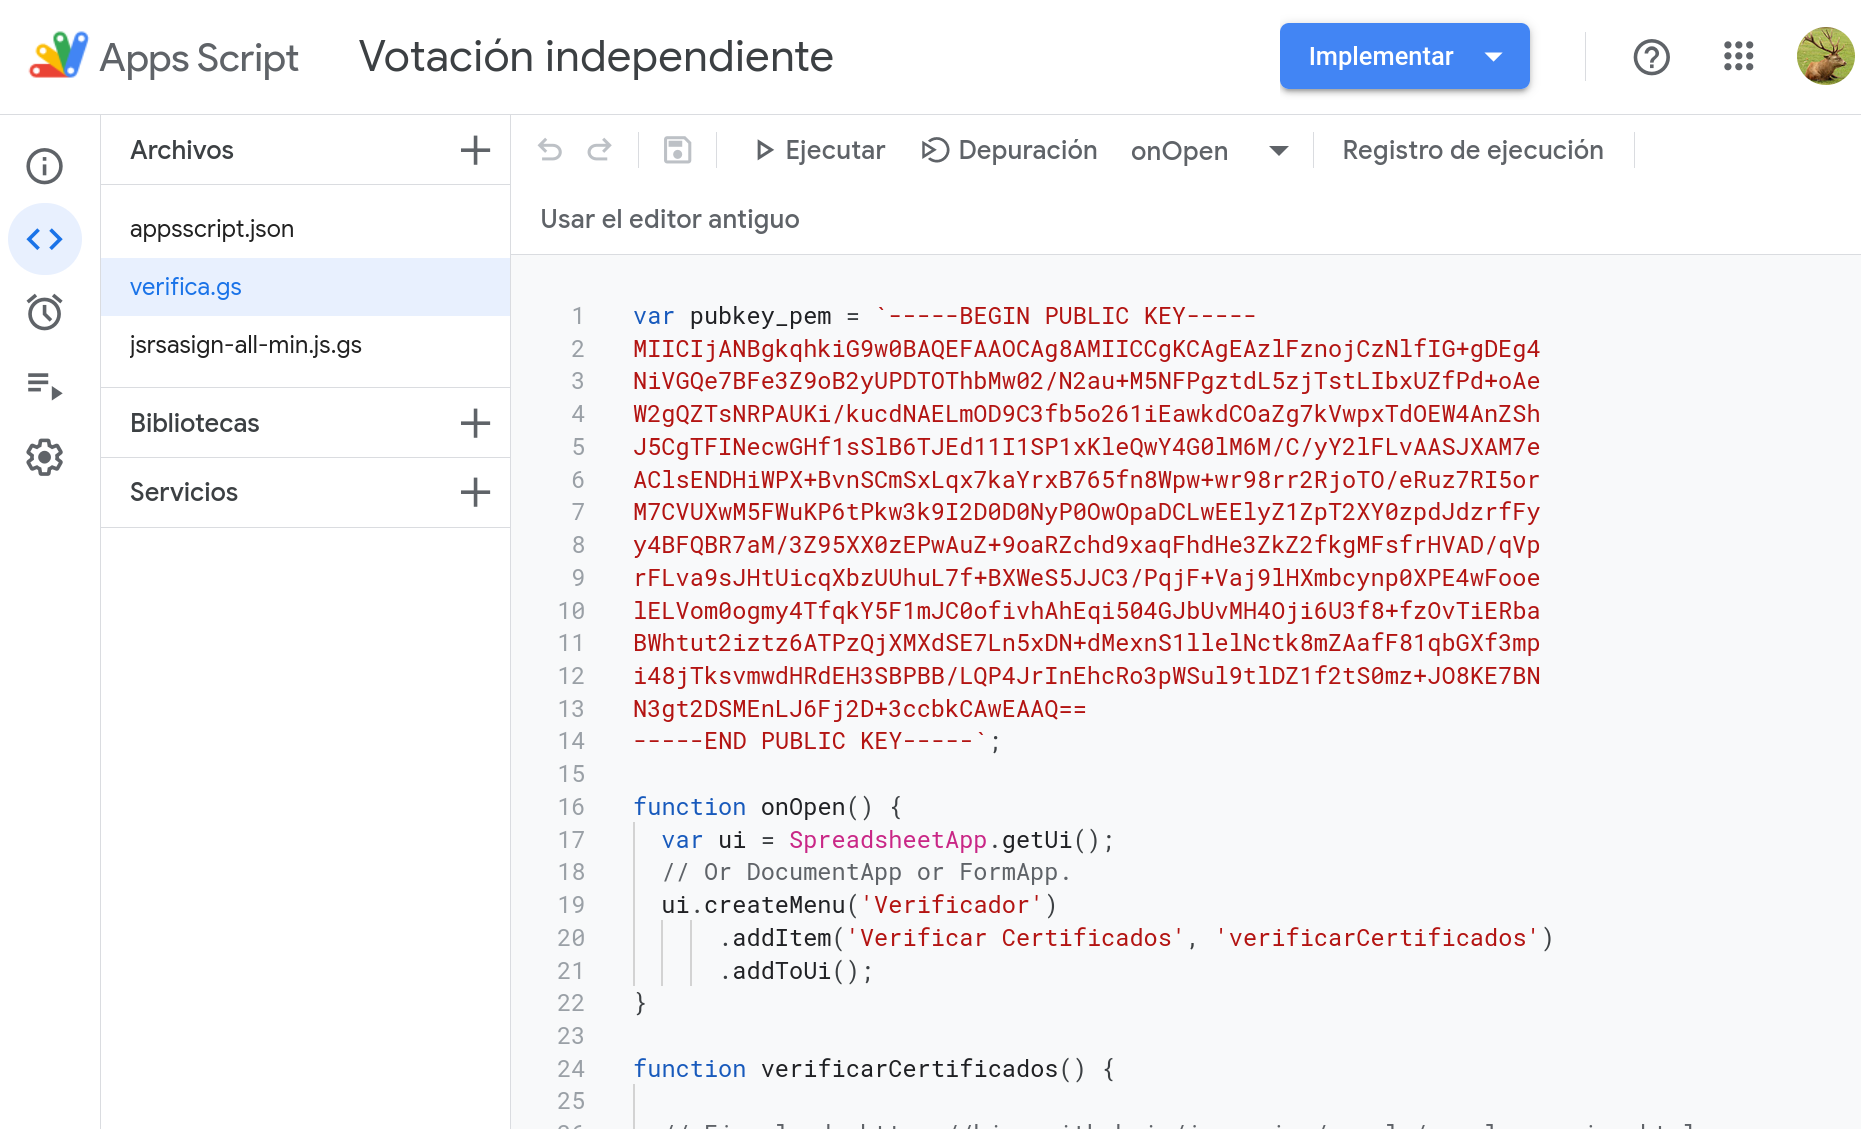 Apps Script
Votación independiente
Implementar
Archivos
appsscript.json
verifica.gs
jsrsasign-all-min.js.gs
Bibliotecas
Servicios
Ejecutar
Depuración
onOpen
Registro de ejecución
Usar el editor antiguo
1 var pubkey_pem = `-----BEGIN PUBLIC KEY-----
2 MIICIjANBgkqhkiG9w0BAQEFAAOCAg8AMIICCgKCAgEAzlFznojCzNlfIG+gDEg4
3 NiVGQe7BFe3Z9oB2yUPDTOThbMw02/N2au+M5NFPgztdL5zjTstLIbxUZfPd+oAe
4 W2gQZTsNRPAUKi/kucdNAELmOD9C3fb5o261iEawkdCOaZg7kVwpxTdOEW4AnZSh
5 J5CgTFINecwGHf1sSlB6TJEd11I1SP1xKleQwY4G0lM6M/C/yY2lFLvAASJXAM7e
6 AClsENDHiWPX+BvnSCmSxLqx7kaYrxB765fn8Wpw+wr98rr2RjoTO/eRuz7RI5or
7 M7CVUXwM5FWuKP6tPkw3k9I2D0D0NyP0OwOpaDCLwEElyZ1ZpT2XY0zpdJdzrfFy
8 y4BFQBR7aM/3Z95XX0zEPwAuZ+9oaRZchd9xaqFhdHe3ZkZ2fkgMFsfrHVAD/qVp
9 rFLva9sJHtUicqXbzUUhuL7f+BXWeS5JJC3/PqjF+Vaj9lHXmbcynp0XPE4wFooe
10 lELVom0ogmy4TfqkY5F1mJC0ofivhAhEqi504GJbUvMH4Oji6U3f8+fzOvTiERba
11 BWhtut2iztz6ATPzQjXMXdSE7Ln5xDN+dMexnS1llelNctk8mZAafF81qbGXf3mp
12 i48jTksvmwdHRdEH3SBPBB/LQP4JrInEhcRo3pWSul9tlDZ1f2tS0mz+JO8KE7BN
13 N3gt2DSMEnLJ6Fj2D+3ccbkCAwEAAQ==
14 -----END PUBLIC KEY-----`;
15
16 function onOpen() {
17 var ui = SpreadsheetApp.getUi();
18 // Or DocumentApp or FormApp.
19 ui.createMenu('Verificador')
20 .addItem('Verificar Certificados', 'verificarCertificados')
21 .addToUi();
22 }
23
24 function verificarCertificados() {
25